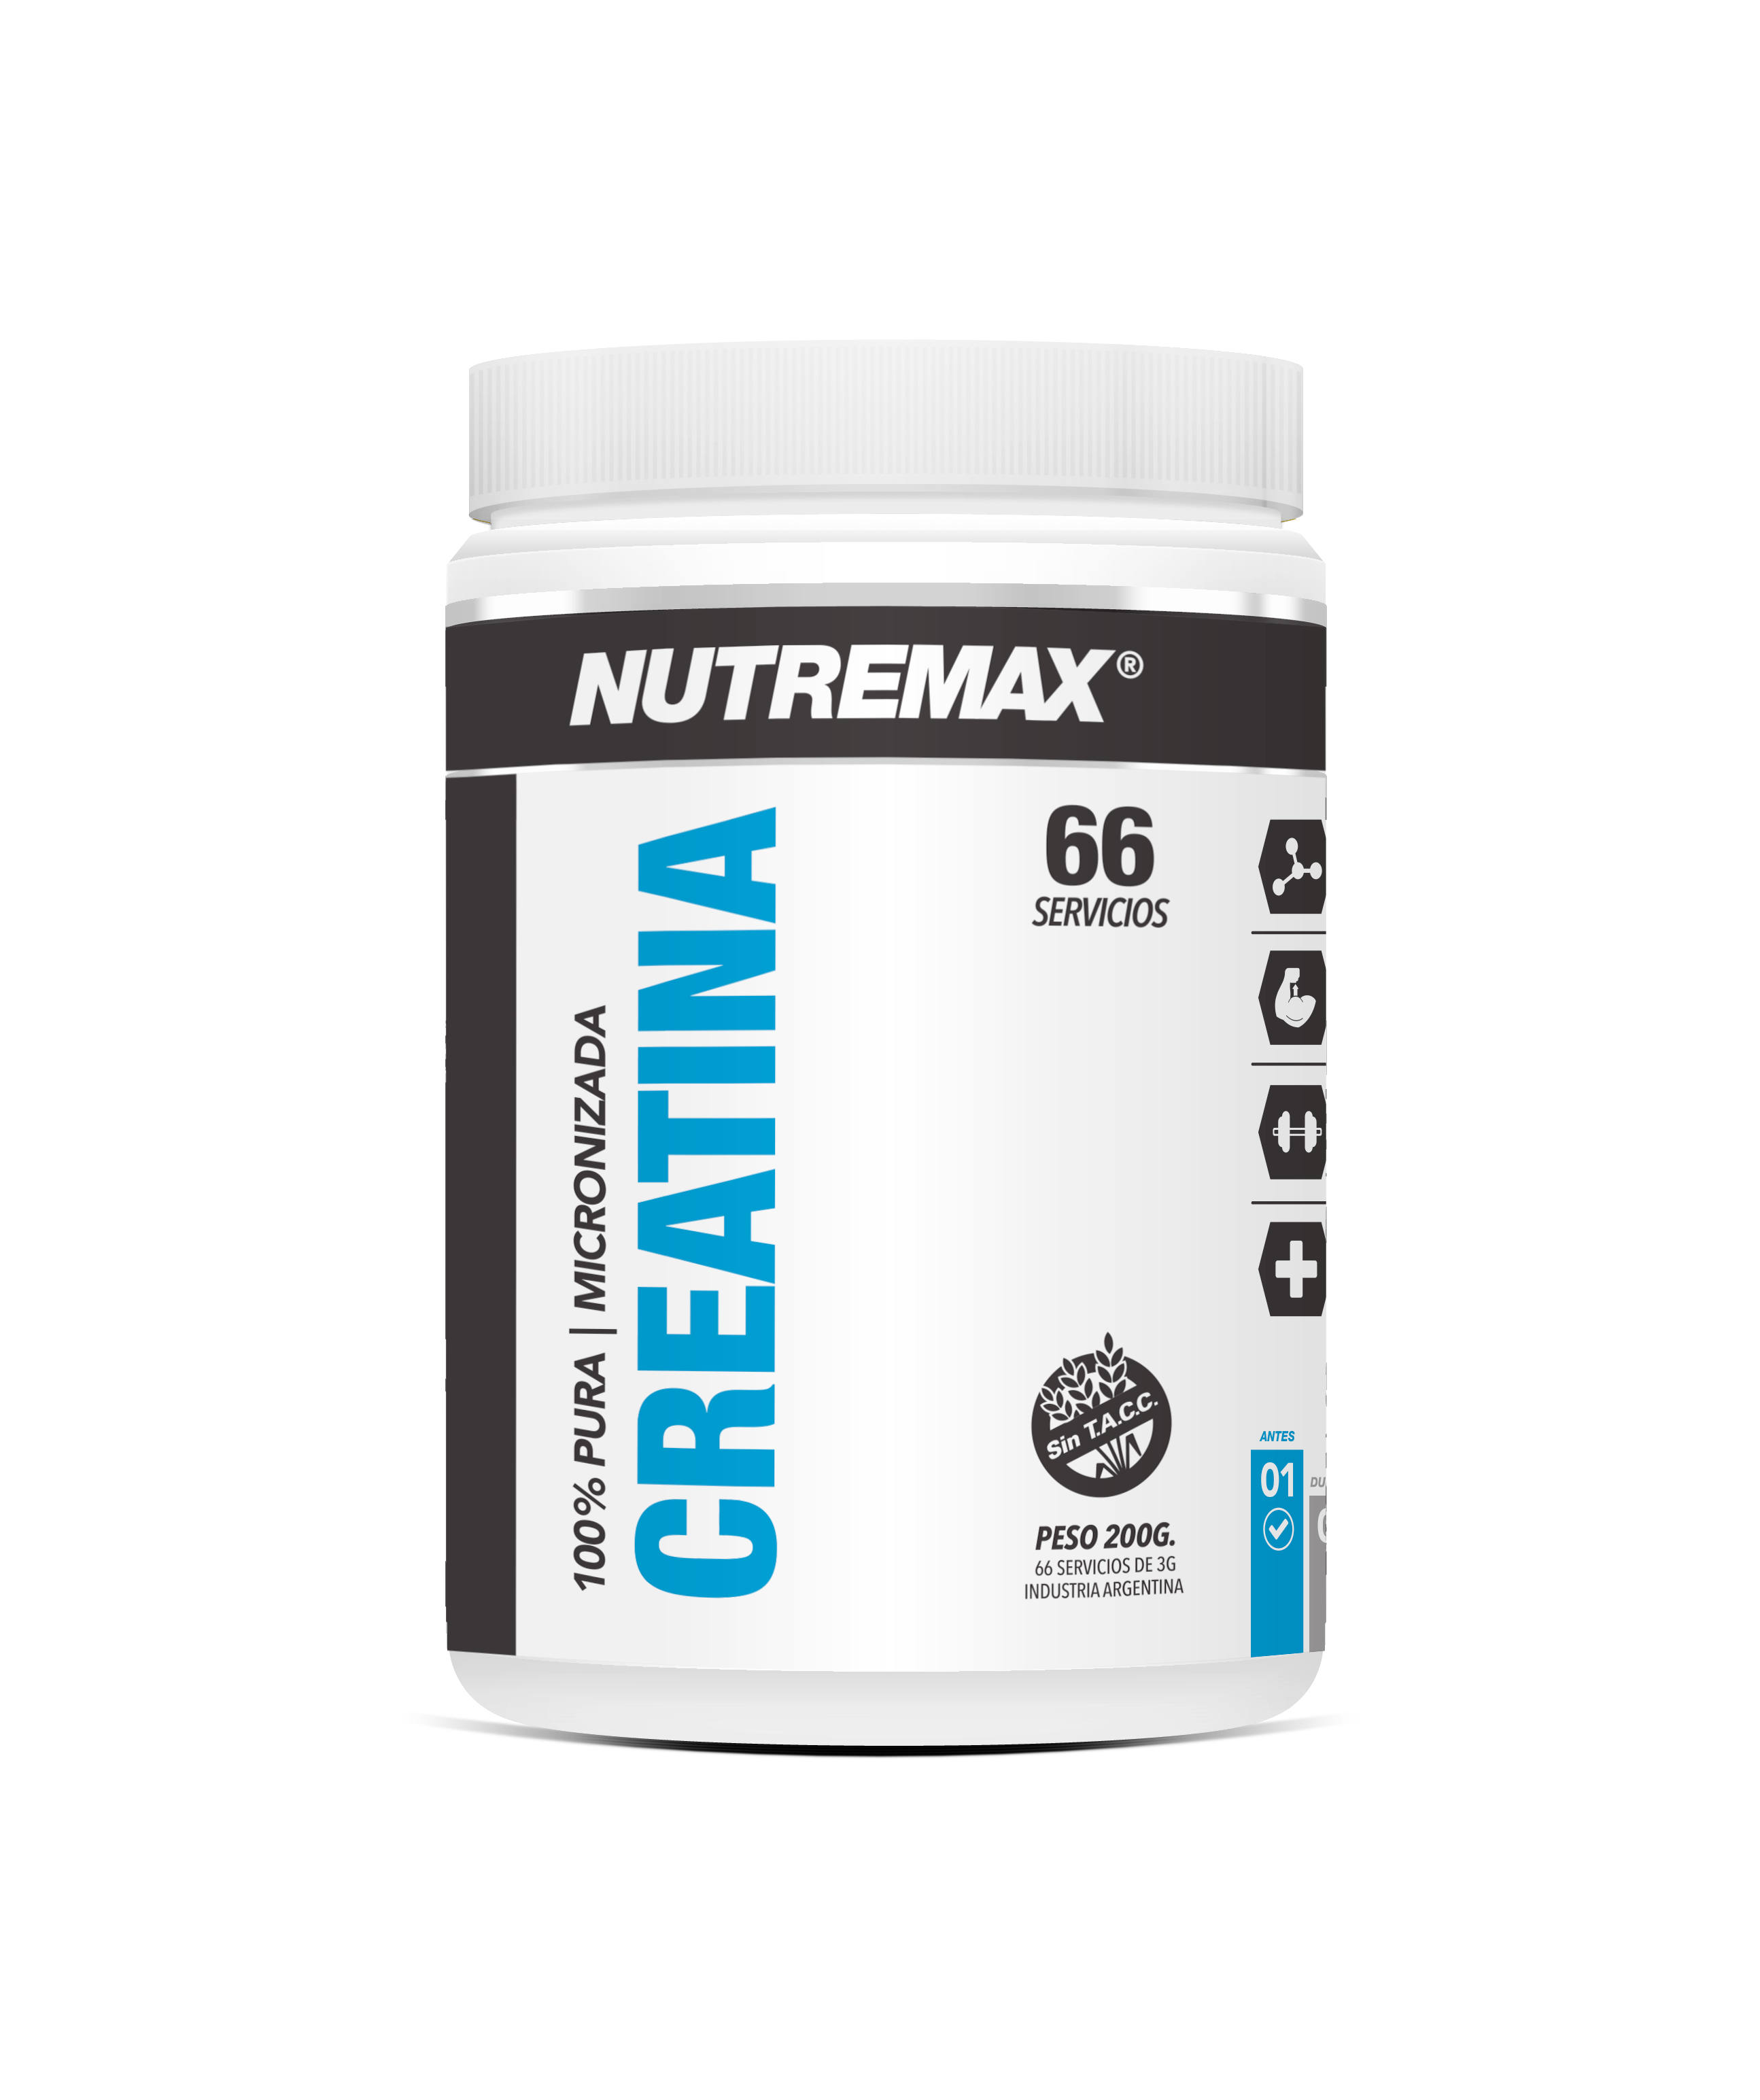 NUTREMAX®
100% PURA | MICRONIZADA
CREATINA
66
SERVICIOS
Sin T.A.C.C.
PESO 200G.
66 SERVICIOS DE 3G
INDUSTRIA ARGENTINA
ANTES
01